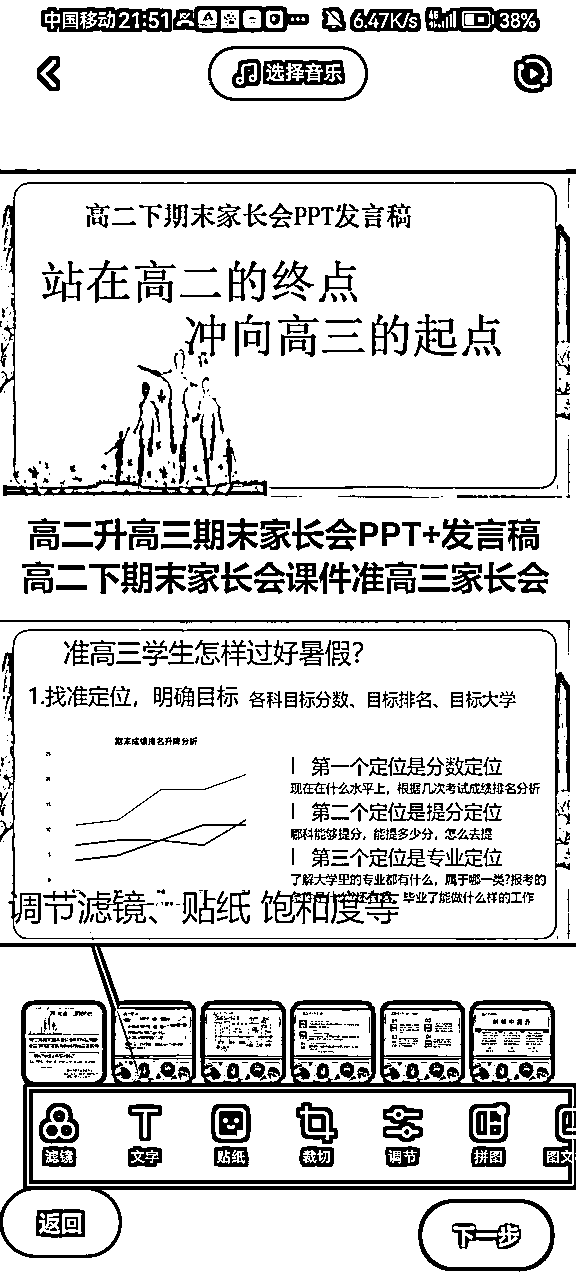 中国移动21:51 6.47K/s 38%
选择音乐
高二下期末家长会PPT发言稿
站在高二的终点
冲向高三的起点
高二升高三期末家长会PPT+发言稿
高二下期末家长会课件准高三家长会
准高三学生怎样过好暑假?
1.找准定位，明确目标 各科目标分数、目标排名、目标大学
期末成绩排名升降分析
第一个定位是分数定位
现在在什么水平上，根据几次考试成绩排名分析
第二个定位是提分定位
哪科能够提分，能提多少分，怎么去提
第三个定位是专业定位
了解大学里的专业都有什么，属于哪一类?报考的
毕业了能做什么样的工作
调节滤镜、贴纸 饱和度等
滤镜 文字 贴纸 裁切 调节 拼图 图文
返回 下一步